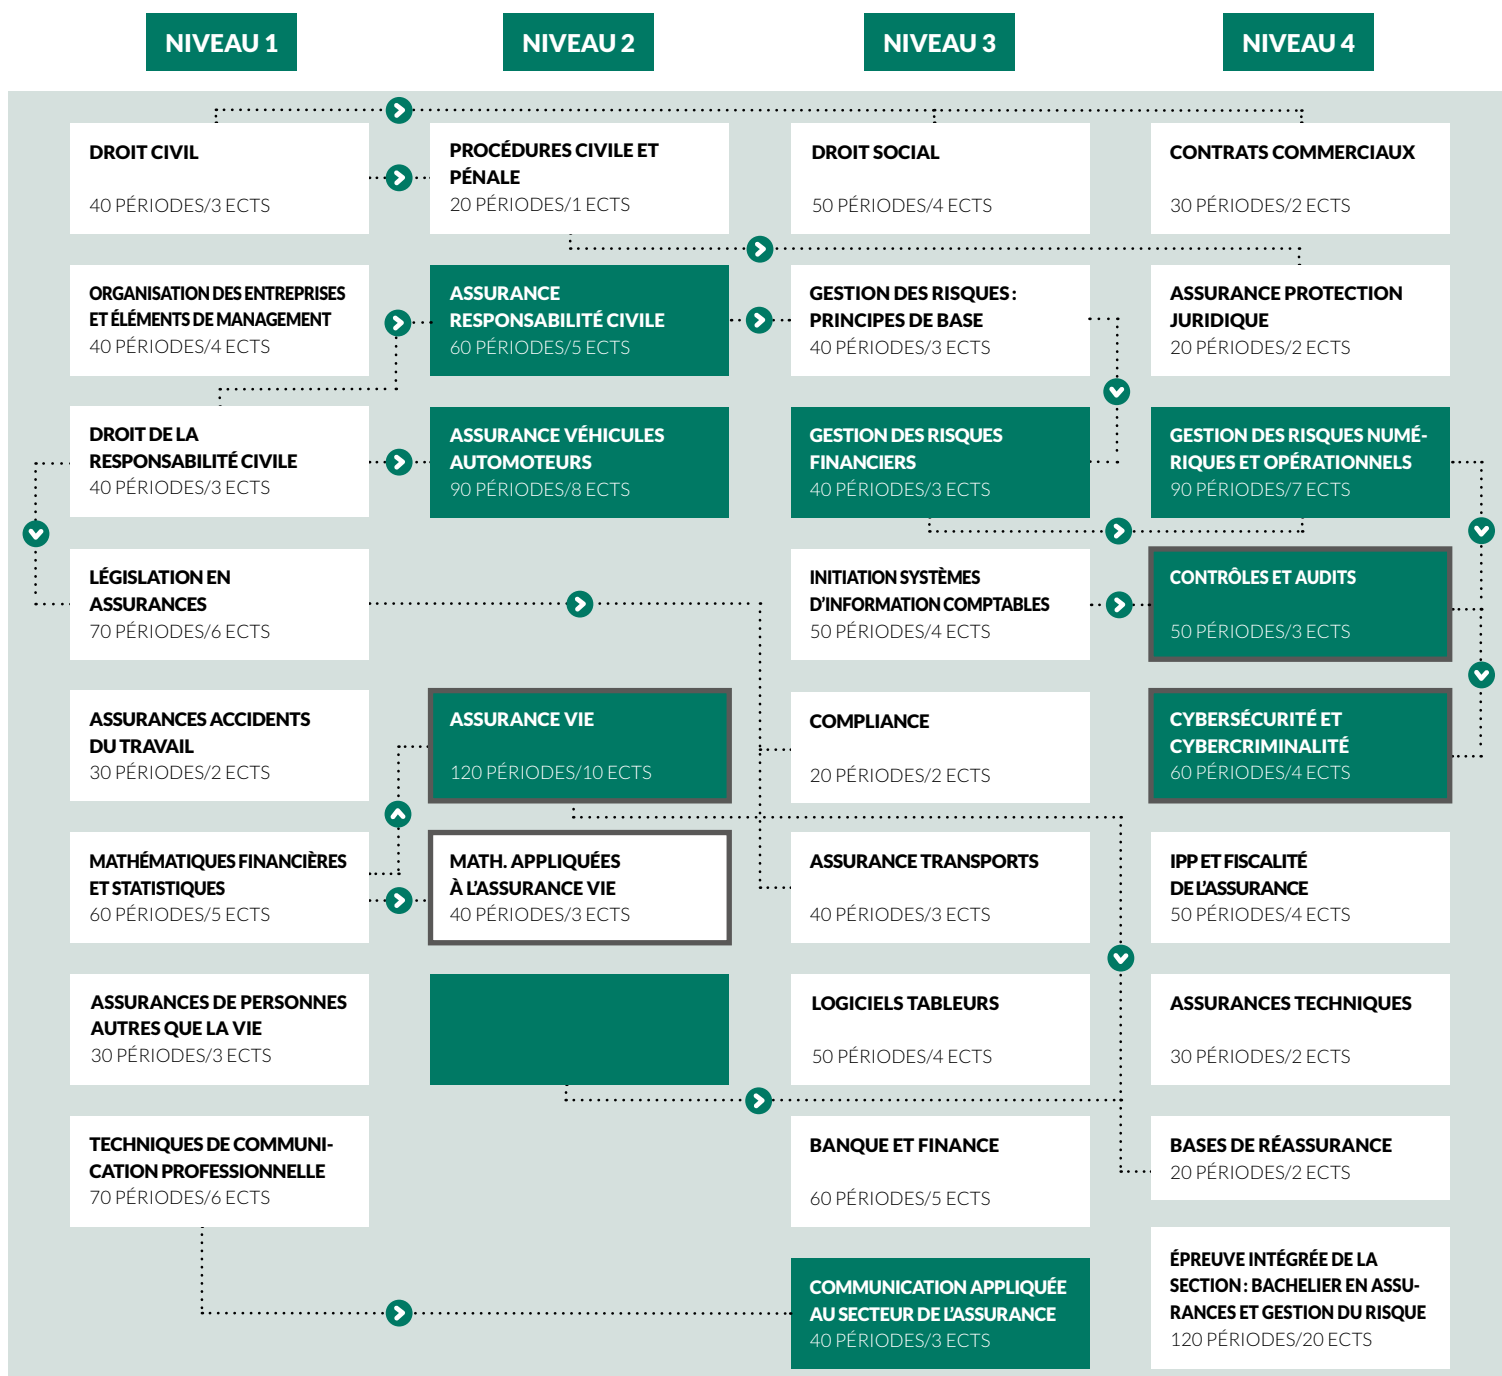 NIVEAU 1
NIVEAU 2
NIVEAU 3
NIVEAU 4
DROIT CIVIL
40 PÉRIODES/3 ECTS
PROCÉDURES CIVILE ET
PÉNALE
20 PÉRIODES/1 ECTS
DROIT SOCIAL
50 PÉRIODES/4 ECTS
CONTRATS COMMERCIAUX
30 PÉRIODES/2 ECTS
ORGANISATION DES ENTREPRISES
ET ÉLÉMENTS DE MANAGEMENT
40 PÉRIODES/4 ECTS
ASSURANCE
RESPONSABILITÉ CIVILE
60 PÉRIODES/5 ECTS
GESTION DES RISQUES :
PRINCIPES DE BASE
40 PÉRIODES/3 ECTS
ASSURANCE PROTECTION
JURIDIQUE
20 PÉRIODES/2 ECTS
DROIT DE LA
RESPONSABILITÉ CIVILE
40 PÉRIODES/3 ECTS
ASSURANCE VÉHICULES
AUTOMOTEURS
90 PÉRIODES/8 ECTS
GESTION DES RISQUES
FINANCIERS
40 PÉRIODES/3 ECTS
GESTION DES RISQUES NUMÉ-
RIQUES ET OPÉRATIONNELS
90 PÉRIODES/7 ECTS
LÉGISLATION EN
ASSURANCES
70 PÉRIODES/6 ECTS
INITIATION SYSTÈMES
D'INFORMATION COMPTABLES
50 PÉRIODES/4 ECTS
CONTRÔLES ET AUDITS
50 PÉRIODES/3 ECTS
ASSURANCES ACCIDENTS
DU TRAVAIL
30 PÉRIODES/2 ECTS
ASSURANCE VIE
120 PÉRIODES/10 ECTS
COMPLIANCE
20 PÉRIODES/2 ECTS
CYBERSÉCURITÉ ET
CYBERCRIMINALITÉ
60 PÉRIODES/4 ECTS
MATHÉMATIQUES FINANCIÈRES
ET STATISTIQUES
60 PÉRIODES/5 ECTS
MATH. APPLIQUÉES
À L'ASSURANCE VIE
40 PÉRIODES/3 ECTS
ASSURANCE TRANSPORTS
40 PÉRIODES/3 ECTS
IPP ET FISCALITÉ
DE L'ASSURANCE
50 PÉRIODES/4 ECTS
ASSURANCES DE PERSONNES
AUTRES QUE LA VIE
30 PÉRIODES/3 ECTS
LOGICIELS TABLEURS
50 PÉRIODES/4 ECTS
ASSURANCES TECHNIQUES
30 PÉRIODES/2 ECTS
TECHNIQUES DE COMMUNI-
CATION PROFESSIONNELLE
70 PÉRIODES/6 ECTS
BANQUE ET FINANCE
60 PÉRIODES/5 ECTS
BASES DE RÉASSURANCE
20 PÉRIODES/2 ECTS
COMMUNICATION APPLIQUÉE
AU SECTEUR DE L'ASSURANCE
40 PÉRIODES/3 ECTS
ÉPREUVE INTÉGRÉE DE LA
SECTION : BACHELIER EN ASSU-
RANCES ET GESTION DU RISQUE
120 PÉRIODES/20 ECTS